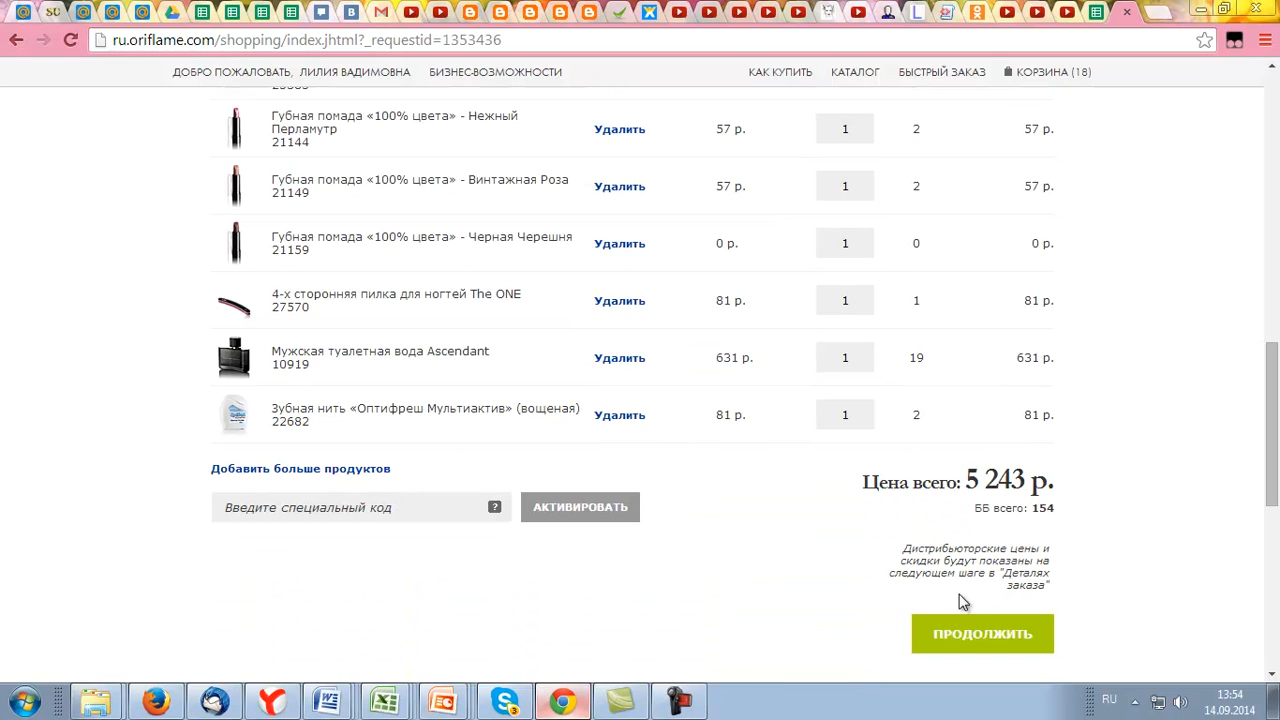 ru.oriflame.com/shopping/index.jhtml?_requestid=1353436
ДОБРО ПОЖАЛОВАТЬ, ЛИЛИЯ ВАДИМОВНА БИЗНЕС-ВОЗМОЖНОСТИ КАК КУПИТЬ КАТАЛОГ БЫСТРЫЙ ЗАКАЗ КОРЗИНА (18)
Губная помада «100% цвета» - Нежный
Перламутр
21144
Удалить 57 р. 1 2 57 р.
Губная помада «100% цвета» - Винтажная Роза
21149
Удалить 57 р. 1 2 57 р.
Губная помада «100% цвета» - Черная Черешня
21159
Удалить 0 р. 1 0 0 р.
4-х сторонняя пилка для ногтей The ONE
27570
Удалить 81 р. 1 1 81 р.
Мужская туалетная вода Ascendant
10919
Удалить 631 р. 1 19 631 р.
Зубная нить «Оптифреш Мультиактив» (вощеная)
22682
Удалить 81 р. 1 2 81 р.
Добавить больше продуктов
Цена всего: 5 243 р.
Введите специальный код ? АКТИВИРОВАТЬ
ББ всего: 154
Дистрибьюторские цены и
скидки будут показаны на
следующем шаге в "Деталях
заказа"
ПРОДОЛЖИТЬ
RU
13:54
14.09.2014